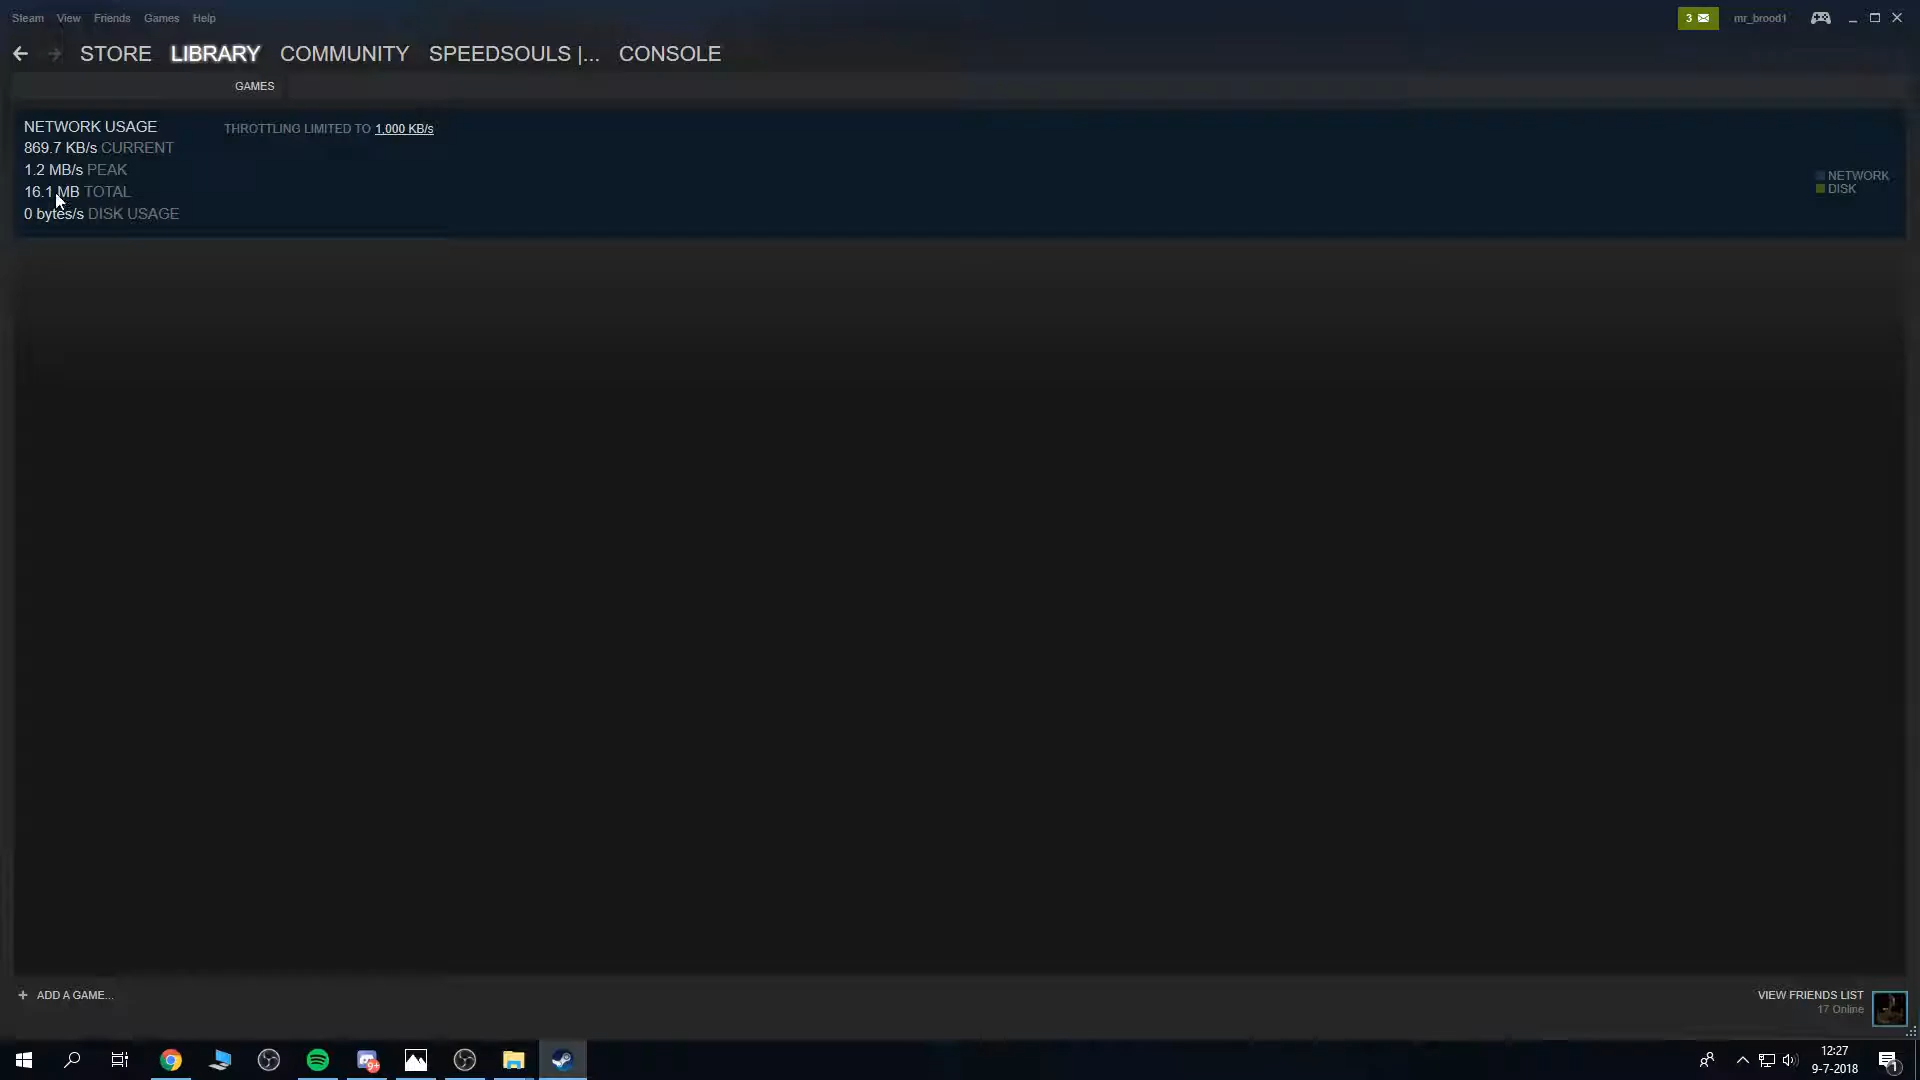 Steam View Friends Games Help
3 mr_brood1
STORE LIBRARY COMMUNITY SPEEDSOULS |... CONSOLE
GAMES
NETWORK USAGE THROTTLING LIMITED TO 1,000 KB/s
869.7 KB/s CURRENT
1.2 MB/s PEAK
16.1 MB TOTAL
0 bytes/s DISK USAGE
NETWORK
DISK
+ ADD A GAME...
VIEW FRIENDS LIST
17 Online
9+
12:27
9-7-2018
1